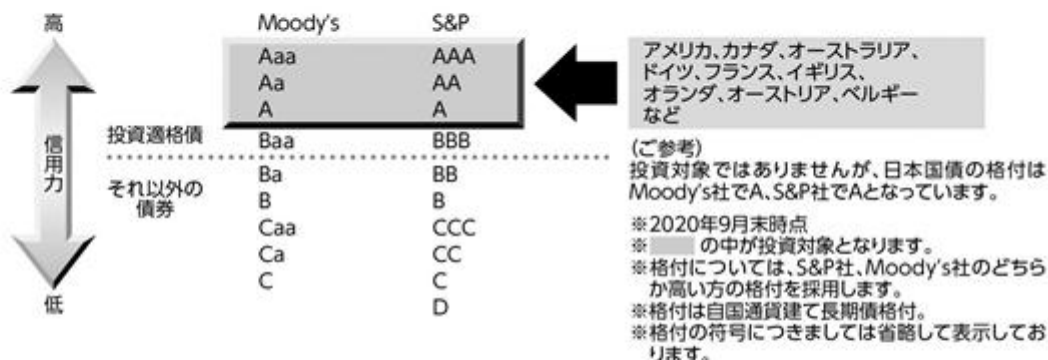 高
Moody's S&P
Aaa AAA
Aa AA
A A
投資適格債 Baa BBB
Ba BB
それ以外の
債券
B B
Caa CCC
Ca CC
C C
D
信用力
低
アメリカ、カナダ、オーストラリア、
ドイツ、フランス、イギリス、
オランダ、オーストリア、ベルギー
など
(ご参考)
投資対象ではありませんが、日本国債の格付は
Moody's社でA、S&P社でAとなっています。
※2020年9月末時点
※ の中が投資対象となります。
※格付については、S&P社、Moody's社のどちら
か高い方の格付を採用します。
※格付は自国通貨建て長期債格付。
※格付の符号につきましては省略して表示してお
ります。